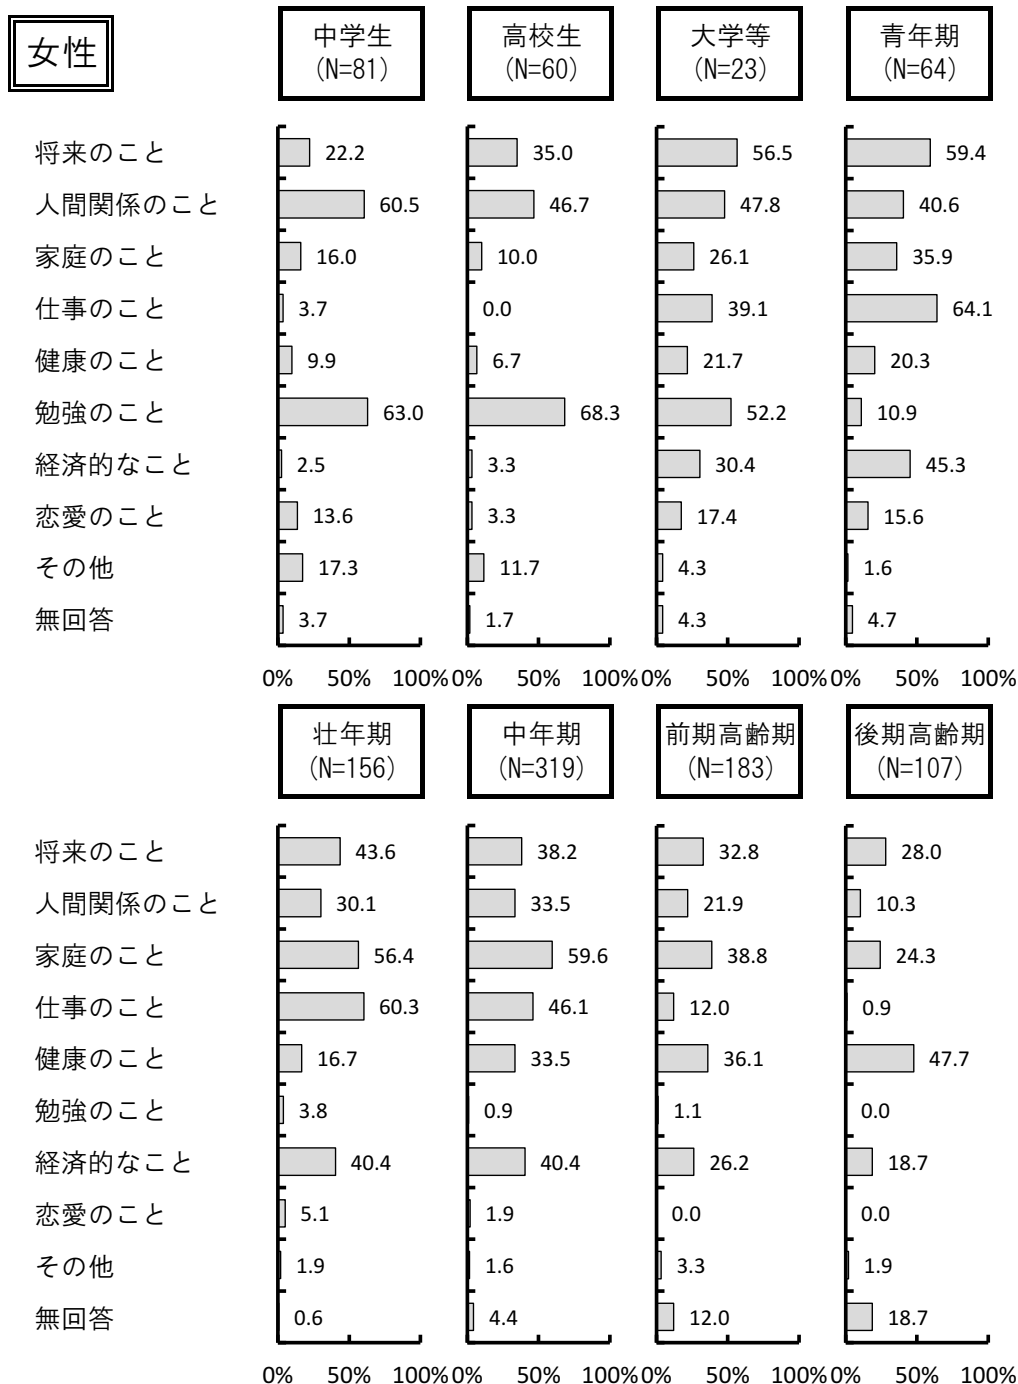 女性
中学生 高校生 大学等 青年期
(N=81) (N=60) (N=23) (N=64)
将来のこと 22.2 35.0 56.5 59.4
人間関係のこと 60.5 46.7 47.8 40.6
家庭のこと 16.0 10.0 26.1 35.9
仕事のこと 3.7 0.0 39.1 64.1
健康のこと 9.9 6.7 21.7 20.3
勉強のこと 63.0 68.3 52.2 10.9
経済的なこと 2.5 3.3 30.4 45.3
恋愛のこと 13.6 3.3 17.4 15.6
その他 17.3 11.7 4.3 1.6
無回答 3.7 1.7 4.3 4.7
0% 50% 100% 0% 50% 100% 0% 50% 100% 0% 50% 100%
壮年期 中年期 前期高齢期 後期高齢期
(N=156) (N=319) (N=183) (N=107)
将来のこと 43.6 38.2 32.8 28.0
人間関係のこと 30.1 33.5 21.9 10.3
家庭のこと 56.4 59.6 38.8 24.3
仕事のこと 60.3 46.1 12.0 0.9
健康のこと 16.7 33.5 36.1 47.7
勉強のこと 3.8 0.9 1.1 0.0
経済的なこと 40.4 40.4 26.2 18.7
恋愛のこと 5.1 1.9 0.0 0.0
その他 1.9 1.6 3.3 1.9
無回答 0.6 4.4 12.0 18.7
0% 50% 100% 0% 50% 100% 0% 50% 100% 0% 50% 100%